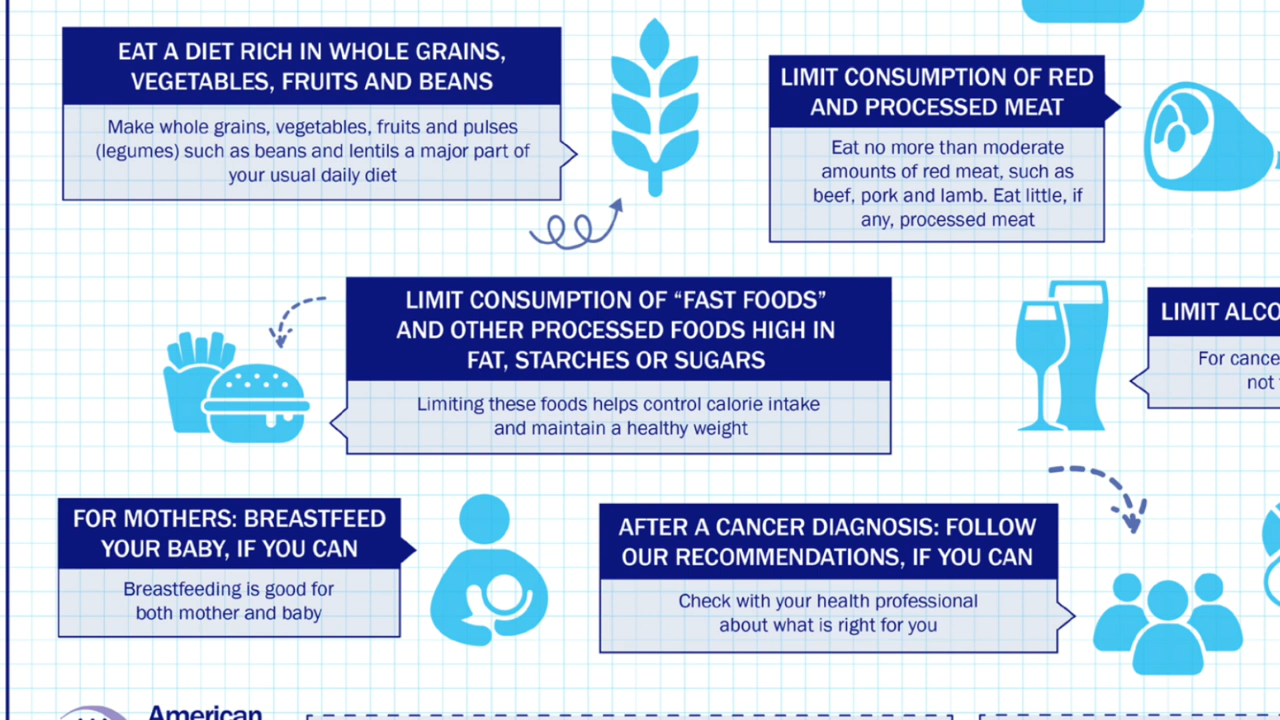 EAT A DIET RICH IN WHOLE GRAINS,
VEGETABLES, FRUITS AND BEANS
Make whole grains, vegetables, fruits and pulses
(legumes) such as beans and lentils a major part of
your usual daily diet
LIMIT CONSUMPTION OF RED
AND PROCESSED MEAT
Eat no more than moderate
amounts of red meat, such as
beef, pork and lamb. Eat little, if
any, processed meat
LIMIT CONSUMPTION OF “FAST FOODS”
AND OTHER PROCESSED FOODS HIGH IN
FAT, STARCHES OR SUGARS
Limiting these foods helps control calorie intake
and maintain a healthy weight
LIMIT
For
not
FOR MOTHERS: BREASTFEED
YOUR BABY, IF YOU CAN
Breastfeeding is good for
both mother and baby
AFTER A CANCER DIAGNOSIS: FOLLOW
OUR RECOMMENDATIONS, IF YOU CAN
Check with your health professional
about what is right for you
American